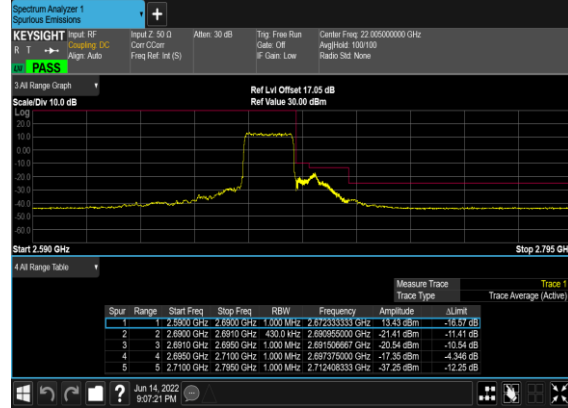 Spectrum Analyzer 1
Spurious Emissions
+
KEYSIGHT Input: RF Input Z: 50 Ω Atten: 30 dB Trig: Free Run Center Freq: 22.005000000 GHz
R T Coupling: DC Corr CCorr Gate: Off Avg|Hold: 100/100
Align: Auto Freq Ref: Int (S) IF Gain: Low Radio Std: None
PASS
3 All Range Graph
Ref Lvl Offset 17.05 dB
Scale/Div 10.0 dB Ref Value 30.00 dBm
Log
20.0
10.0
0.00
-10.0
-20.0
-30.0
-40.0
-50.0
-60.0
Start 2.590 GHz Stop 2.795 GH
4 All Range Table
Measure Trace Trace 1
Trace Type Trace Average (Active)
Spur Range Start Freq Stop Freq RBW Frequency Amplitude ΔLimit
1 1 2.5900 GHz 2.6900 GHz 1.000 MHz 2.672333333 GHz 13.43 dBm -16.57 dB
2 2 2.6900 GHz 2.6910 GHz 430.0 kHz 2.690955000 GHz -21.41 dBm -11.41 dB
3 3 2.6910 GHz 2.6950 GHz 1.000 MHz 2.691506667 GHz -20.54 dBm -10.54 dB
4 4 2.6950 GHz 2.7100 GHz 1.000 MHz 2.697375000 GHz -17.35 dBm -4.346 dB
5 5 2.7100 GHz 2.7950 GHz 1.000 MHz 2.712408333 GHz -37.25 dBm -12.25 dB
? Jun 14, 2022
9:07:21 PM